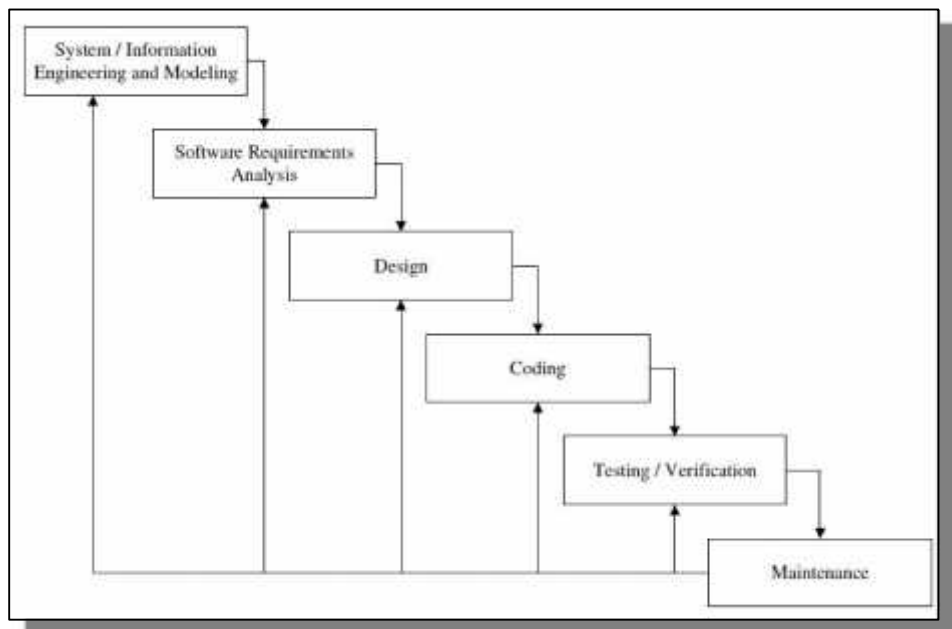 System / Information
Engineering and Modeling
Software Requirements
Analysis
Design
Coding
Testing / Verification
Maintenance